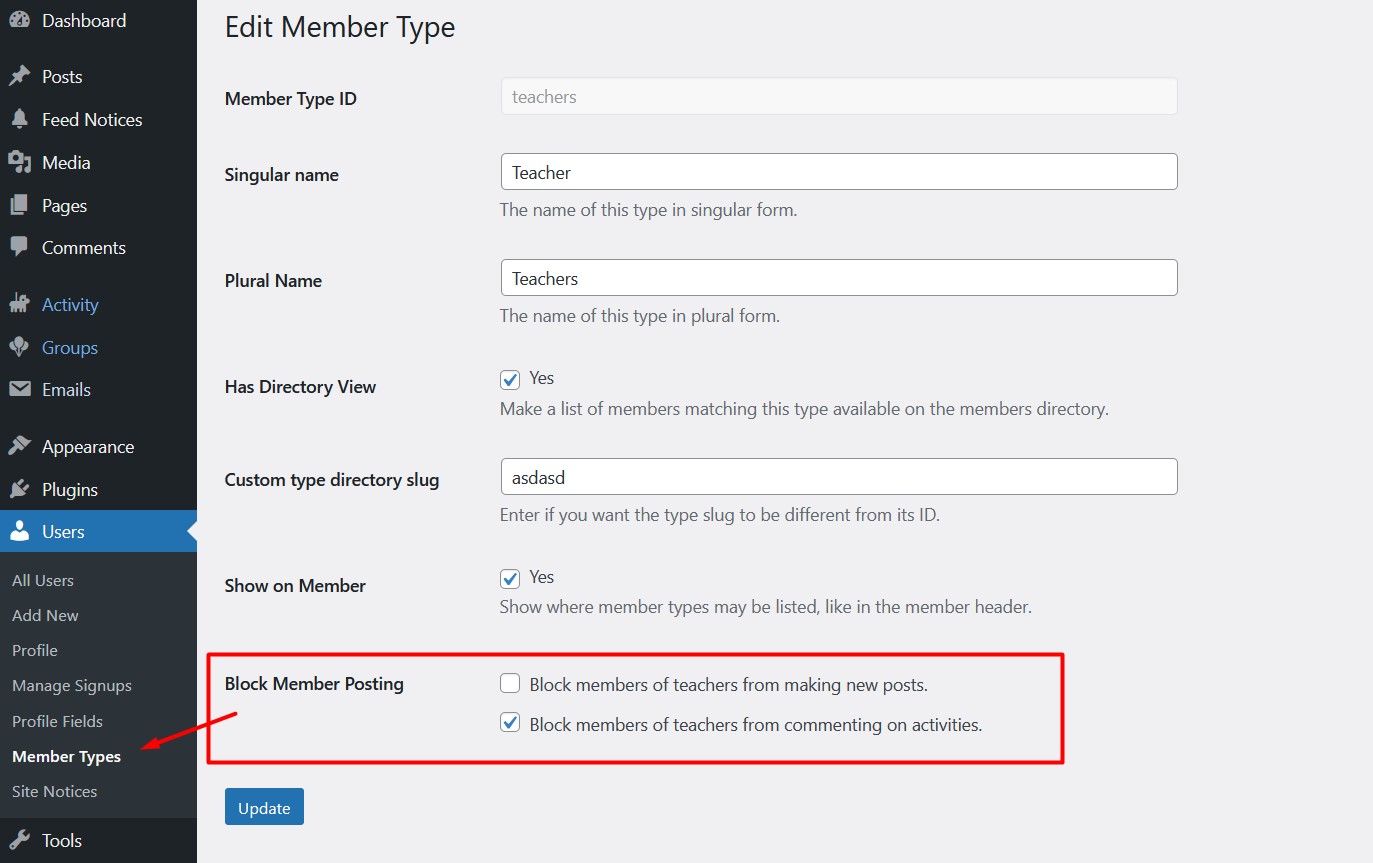 Dashboard
Posts
Feed Notices
Media
Pages
Comments
Activity
Groups
Emails
Appearance
Plugins
Users
All Users
Add New
Profile
Manage Signups
Profile Fields
Member Types
Site Notices
Tools
Edit Member Type
Member Type ID
teachers
Singular name
Teacher
The name of this type in singular form.
Plural Name
Teachers
The name of this type in plural form.
Has Directory View
Yes
Make a list of members matching this type available on the members directory.
Custom type directory slug
asdasd
Enter if you want the type slug to be different from its ID.
Show on Member
Yes
Show where member types may be listed, like in the member header.
Block Member Posting
Block members of teachers from making new posts.
Block members of teachers from commenting on activities.
Update